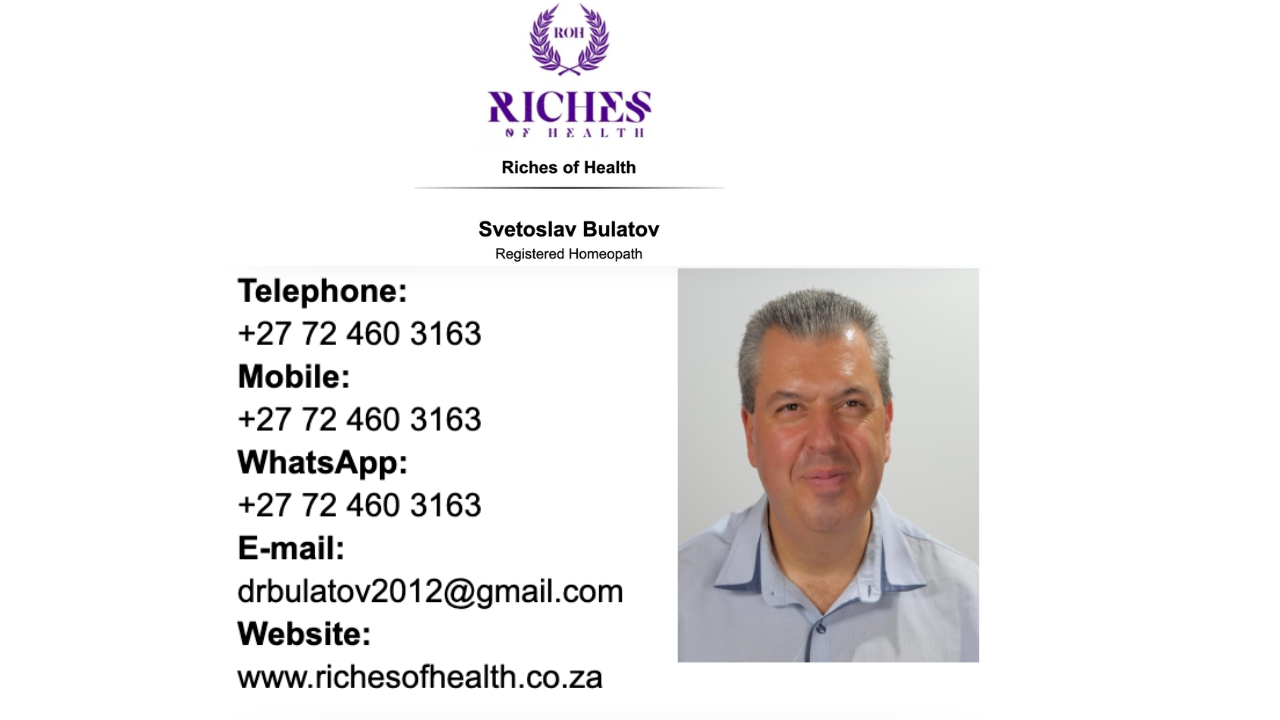 ROH
RICHES
OF HEALTH
Riches of Health
Svetoslav Bulatov
Registered Homeopath
Telephone:
+27 72 460 3163
Mobile:
+27 72 460 3163
WhatsApp:
+27 72 460 3163
E-mail:
drbulatov2012@gmail.com
Website:
www.richesofhealth.co.za